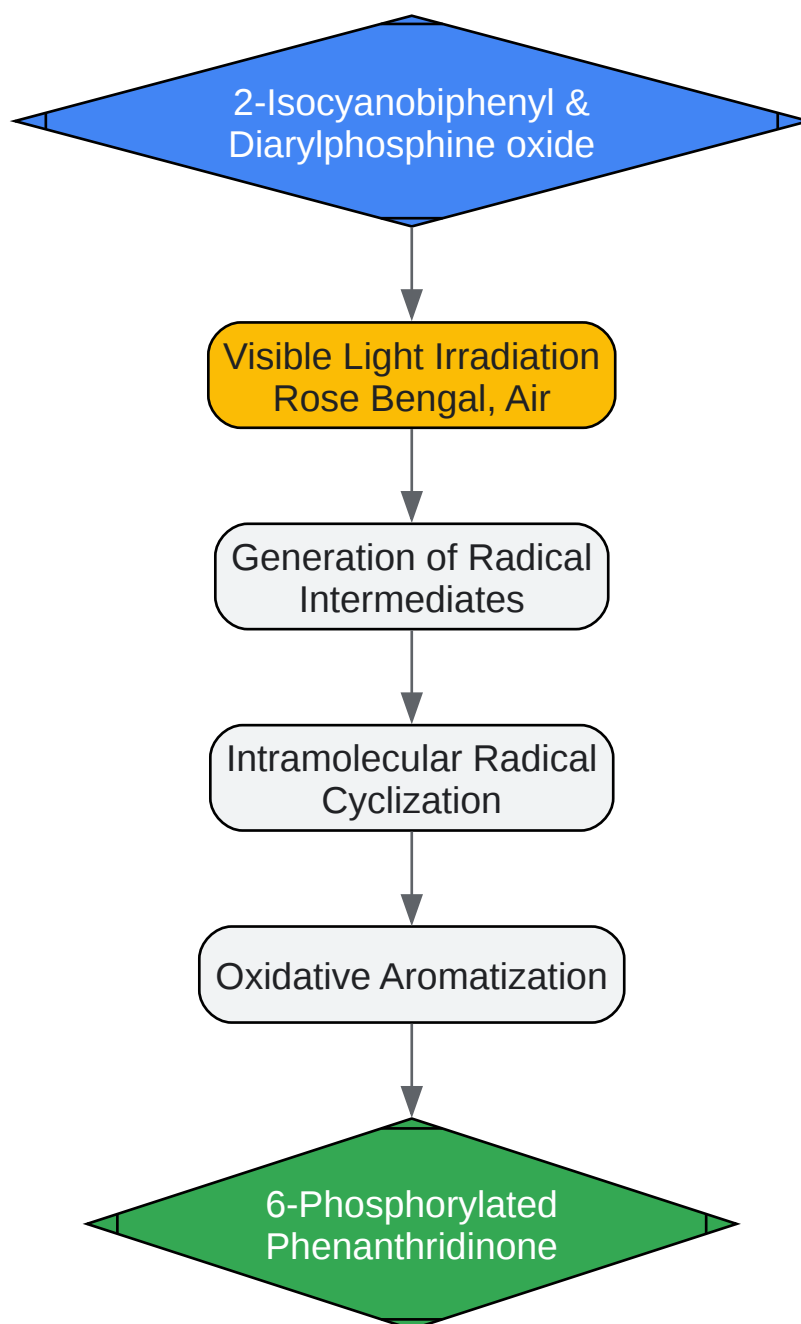 2-Isocyanobiphenyl &
Diarylphosphine oxide
Visible Light Irradiation
Rose Bengal, Air
Generation of Radical
Intermediates
Intramolecular Radical
Cyclization
Oxidative Aromatization
6-Phosphorylated
Phenanthridinone